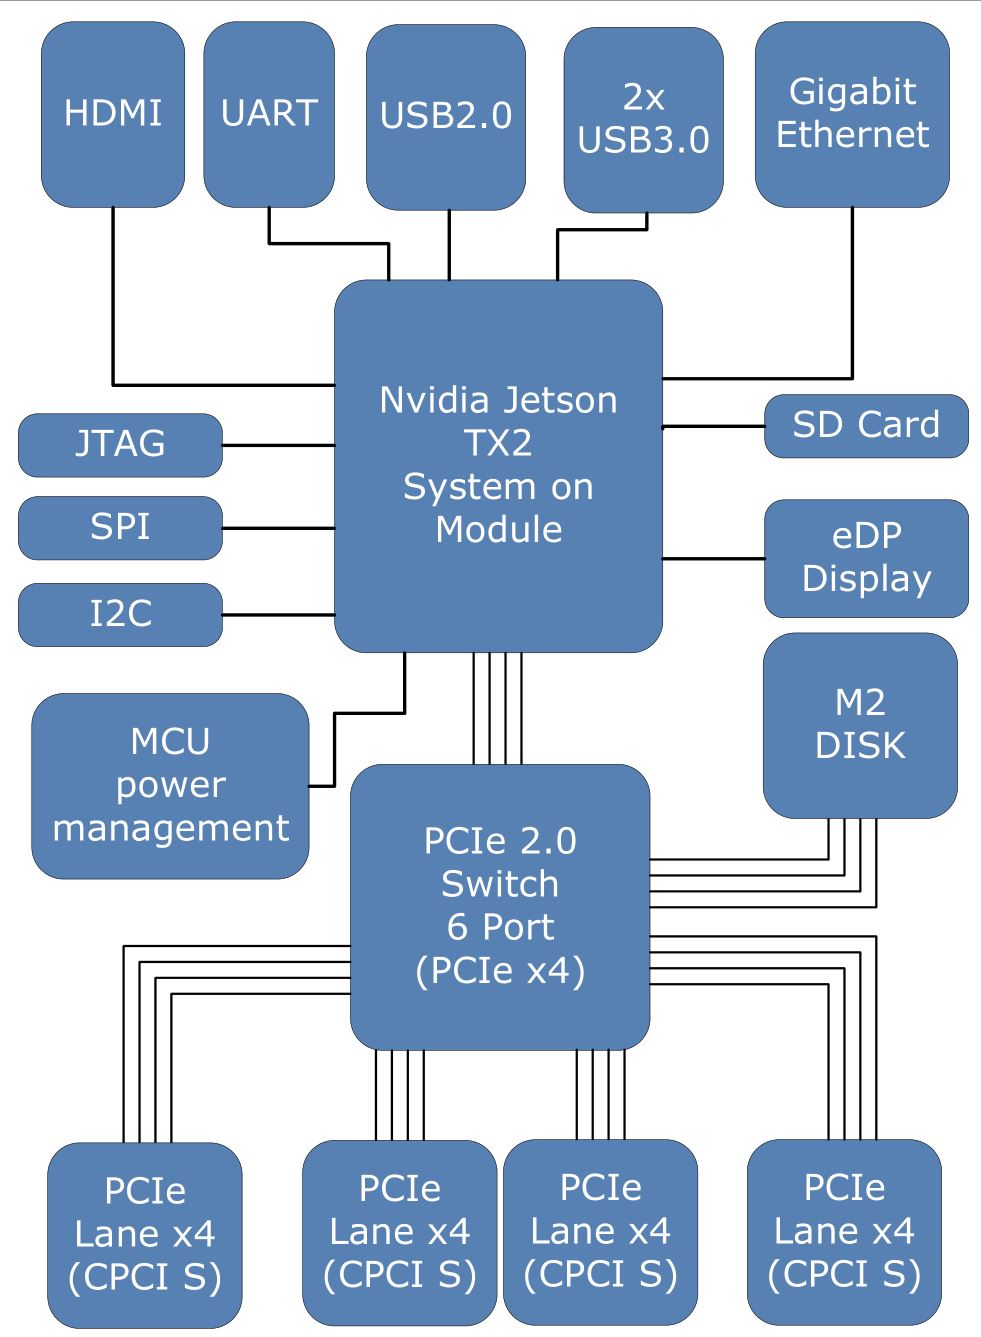 HDMI
UART
USB2.0
2x
USB3.0
Gigabit
Ethernet
Nvidia Jetson
TX2
System on
Module
JTAG
SPI
I2C
SD Card
eDP
Display
MCU
power
management
M2
DISK
PCIe 2.0
Switch
6 Port
(PCIe x4)
PCIe
Lane x4
(CPCI S)
PCIe
Lane x4
(CPCI S)
PCIe
Lane x4
(CPCI S)
PCIe
Lane x4
(CPCI S)